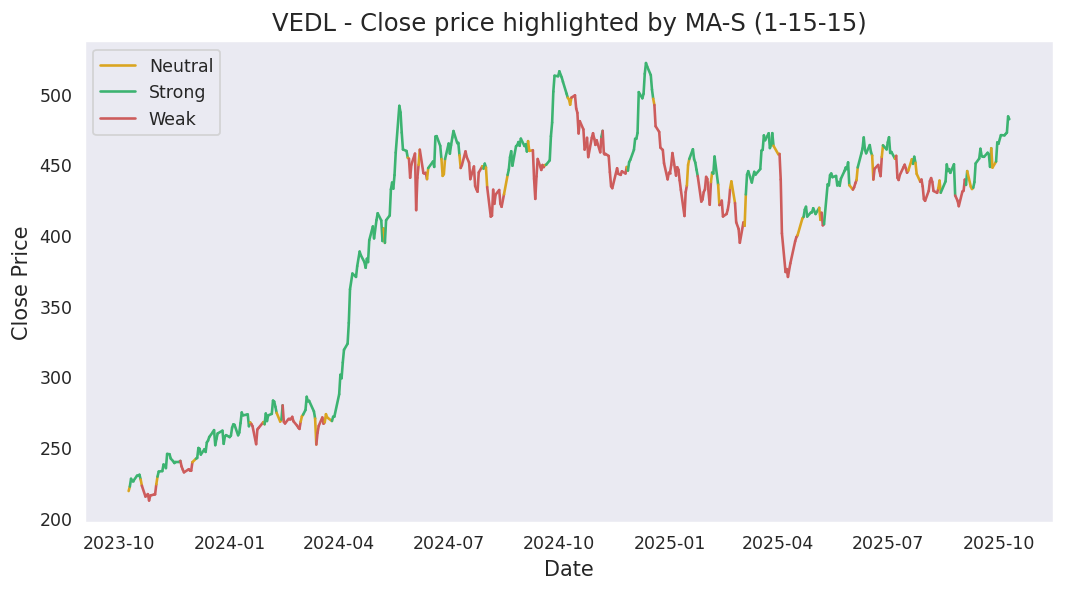 VEDL - Close price highlighted by MA-S (1-15-15)
Neutral
Strong
Weak
Close Price
500
450
400
350
300
250
200
2023-10 2024-01 2024-04 2024-07 2024-10 2025-01 2025-04 2025-07 2025-10
Date